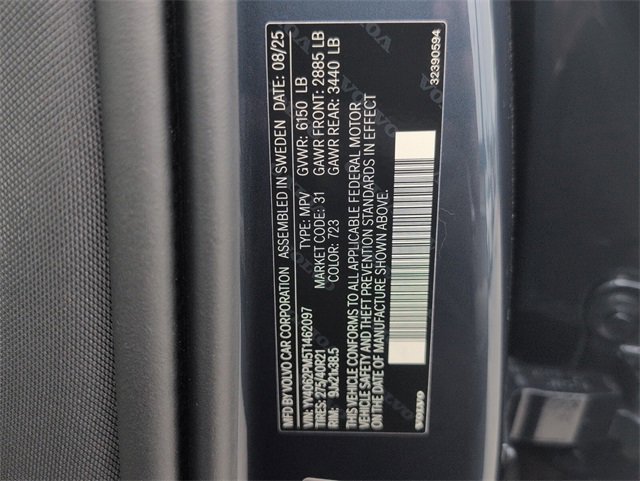 MFD BY VOLVO CAR CORPORATION ASSEMBLED IN SWEDEN DATE: 08/25
VIN: YV4062PM5T1462097 TYPE: MPV GVWR: 6150 LB
TIRES: 275/40R21 MARKET CODE: 31 GAWR FRONT: 2885 LB
RIM: 9Jx21x38.5 COLOR: 723 GAWR REAR: 3440 LB
THIS VEHICLE CONFORMS TO ALL APPLICABLE FEDERAL MOTOR
VEHICLE SAFETY AND THEFT PREVENTION STANDARDS IN EFFECT
ON THE DATE OF MANUFACTURE SHOWN ABOVE.
VOLVO 32390594